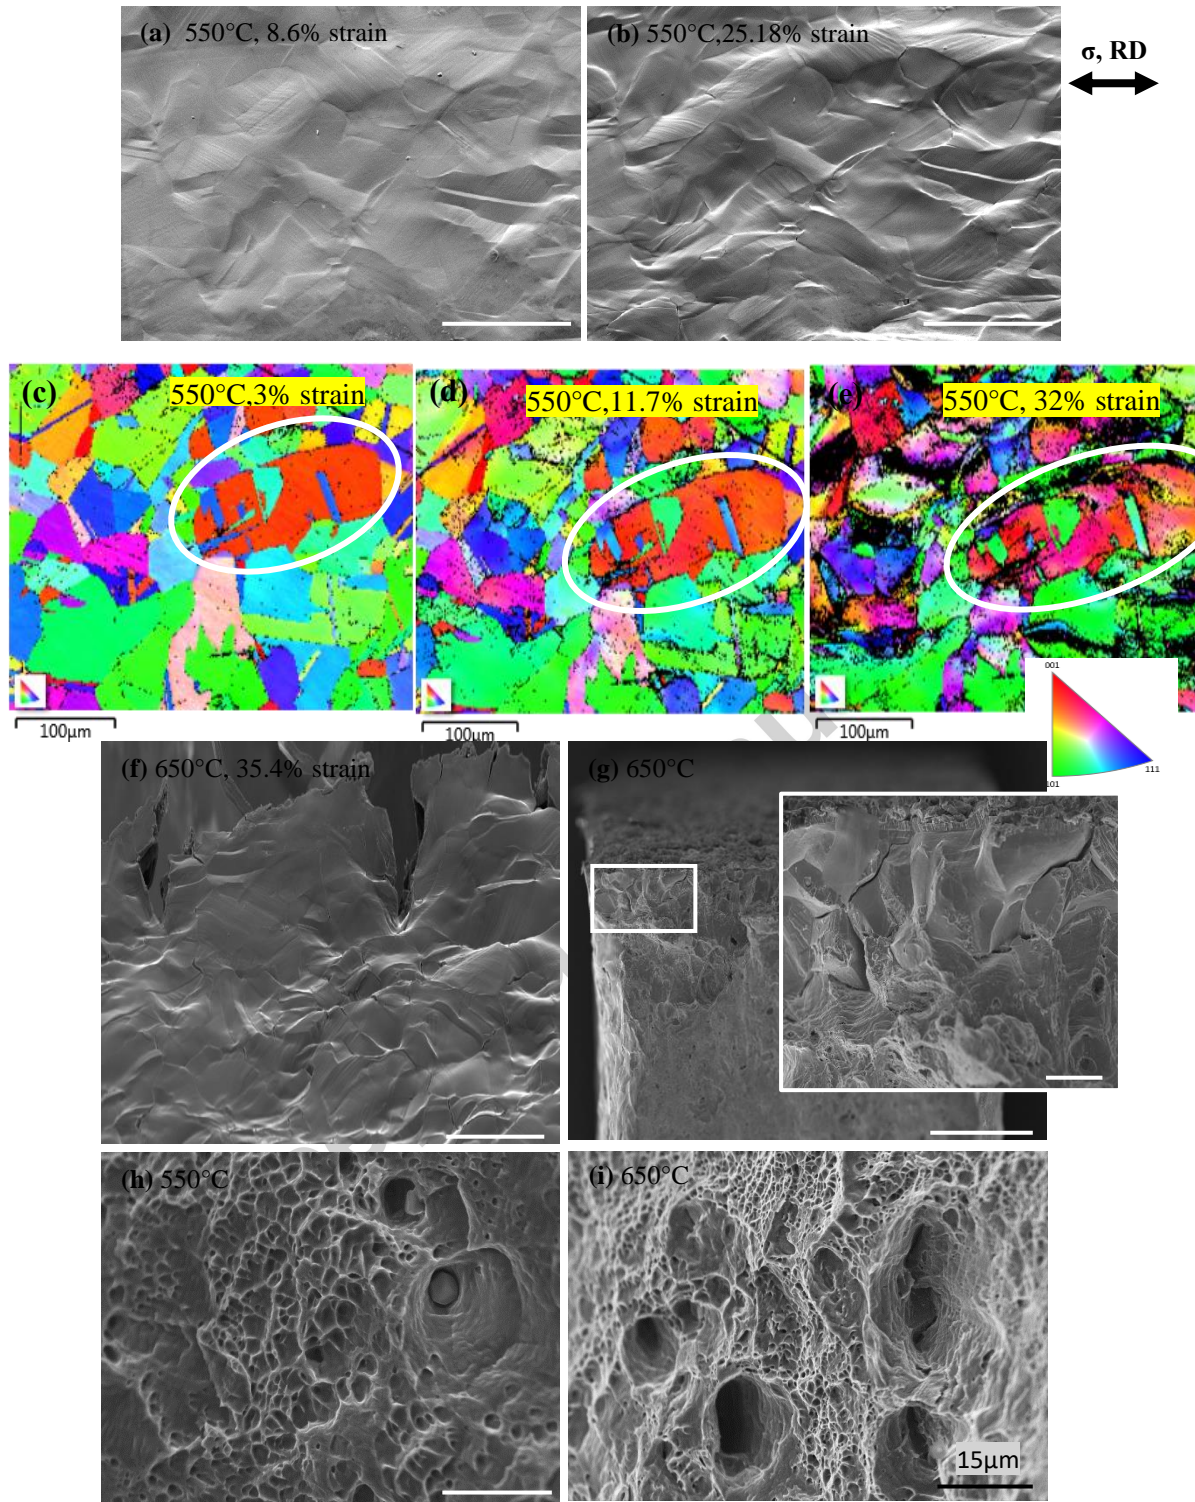 (a) 550°C, 8.6% strain
(b) 550°C,25.18% strain
σ, RD
(c) 550°C,3% strain
(d) 550°C,11.7% strain
(e) 550°C, 32% strain
100μm
100μm
100μm
001
101
111
(f) 650°C, 35.4% strain
(g) 650°C
(h) 550°C
(i) 650°C
15μm